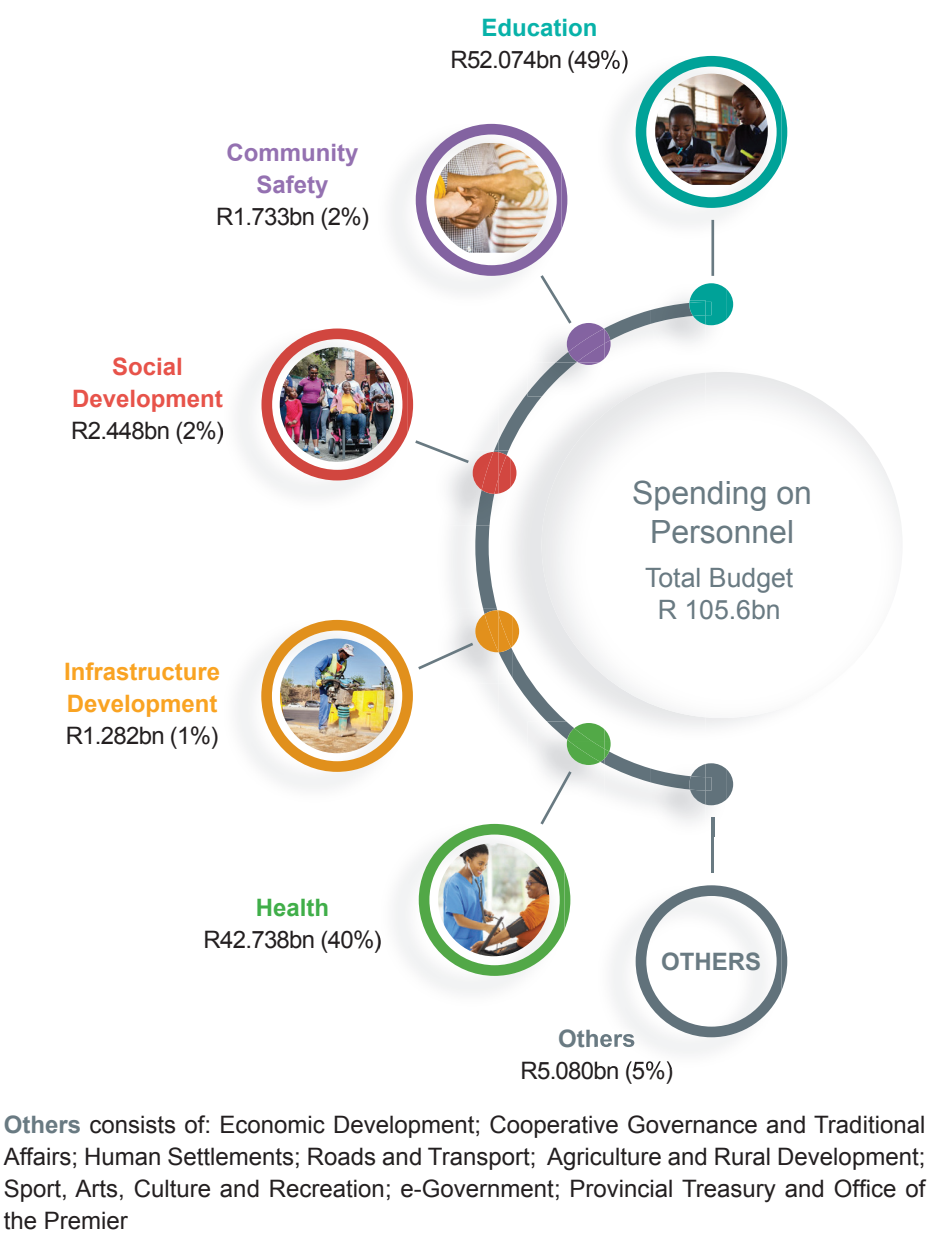 Education
R52.074bn (49%)
Community
Safety
R1.733bn (2%)
Social
Development
R2.448bn (2%)
Spending on
Personnel
Total Budget
R 105.6bn
Infrastructure
Development
R1.282bn (1%)
Health
R42.738bn (40%)
OTHERS
Others
R5.080bn (5%)
Others consists of: Economic Development; Cooperative Governance and Traditional
Affairs; Human Settlements; Roads and Transport; Agriculture and Rural Development;
Sport, Arts, Culture and Recreation; e-Government; Provincial Treasury and Office of
the Premier